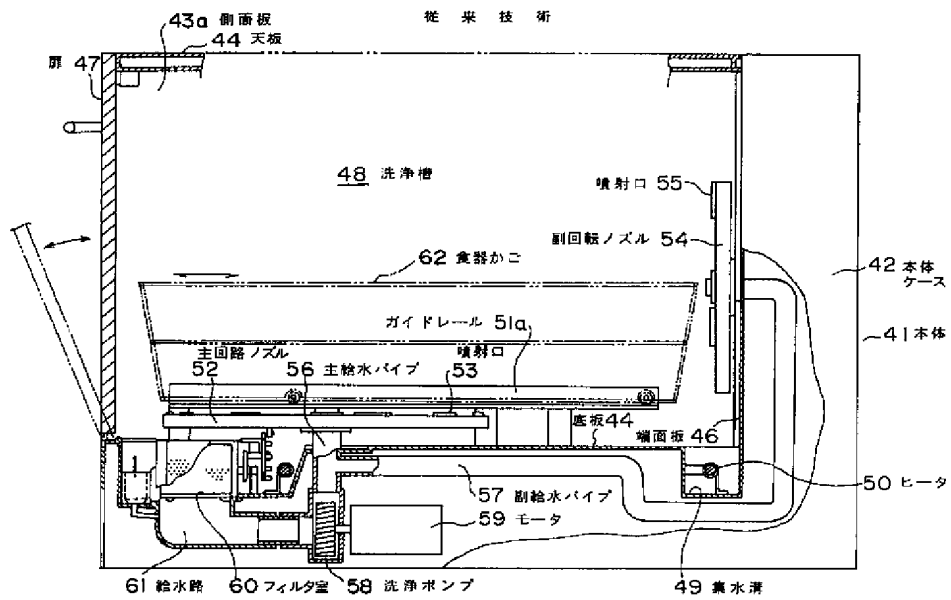 従来技術
43a 側面板
44 天板
扉 47
48 洗浄槽
噴射口 55
副回転ノズル 54
62 食器かご
42 本体
ケース
ガイドレール 51a
41 本体
主回路ノズル
噴射口
52
56 主給水パイプ
53
底板 44
端面板 46
50 ヒータ
57 副給水パイプ
59 モータ
61 給水路
60 フィルタ室
58 洗浄ポンプ
49 集水溝